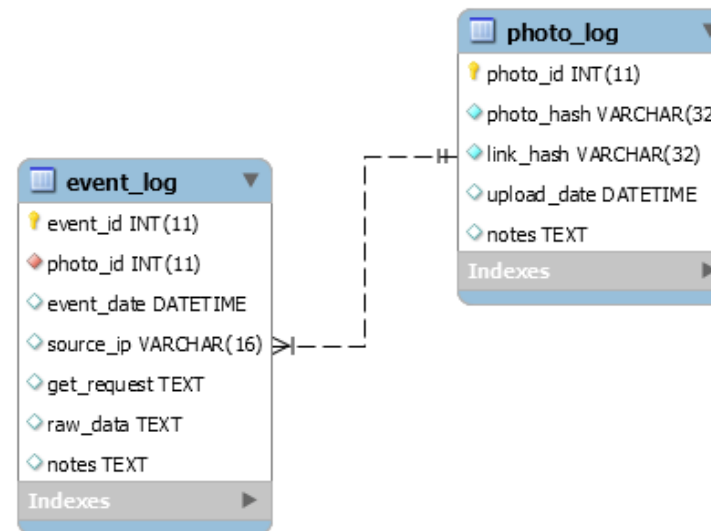 photo_log
photo_id INT(11)
photo_hash VARCHAR(32
link_hash VARCHAR(32)
upload_date DATETIME
notes TEXT
Indexes
event_log
event_id INT(11)
photo_id INT(11)
event_date DATETIME
source_ip VARCHAR(16)
get_request TEXT
raw_data TEXT
notes TEXT
Indexes